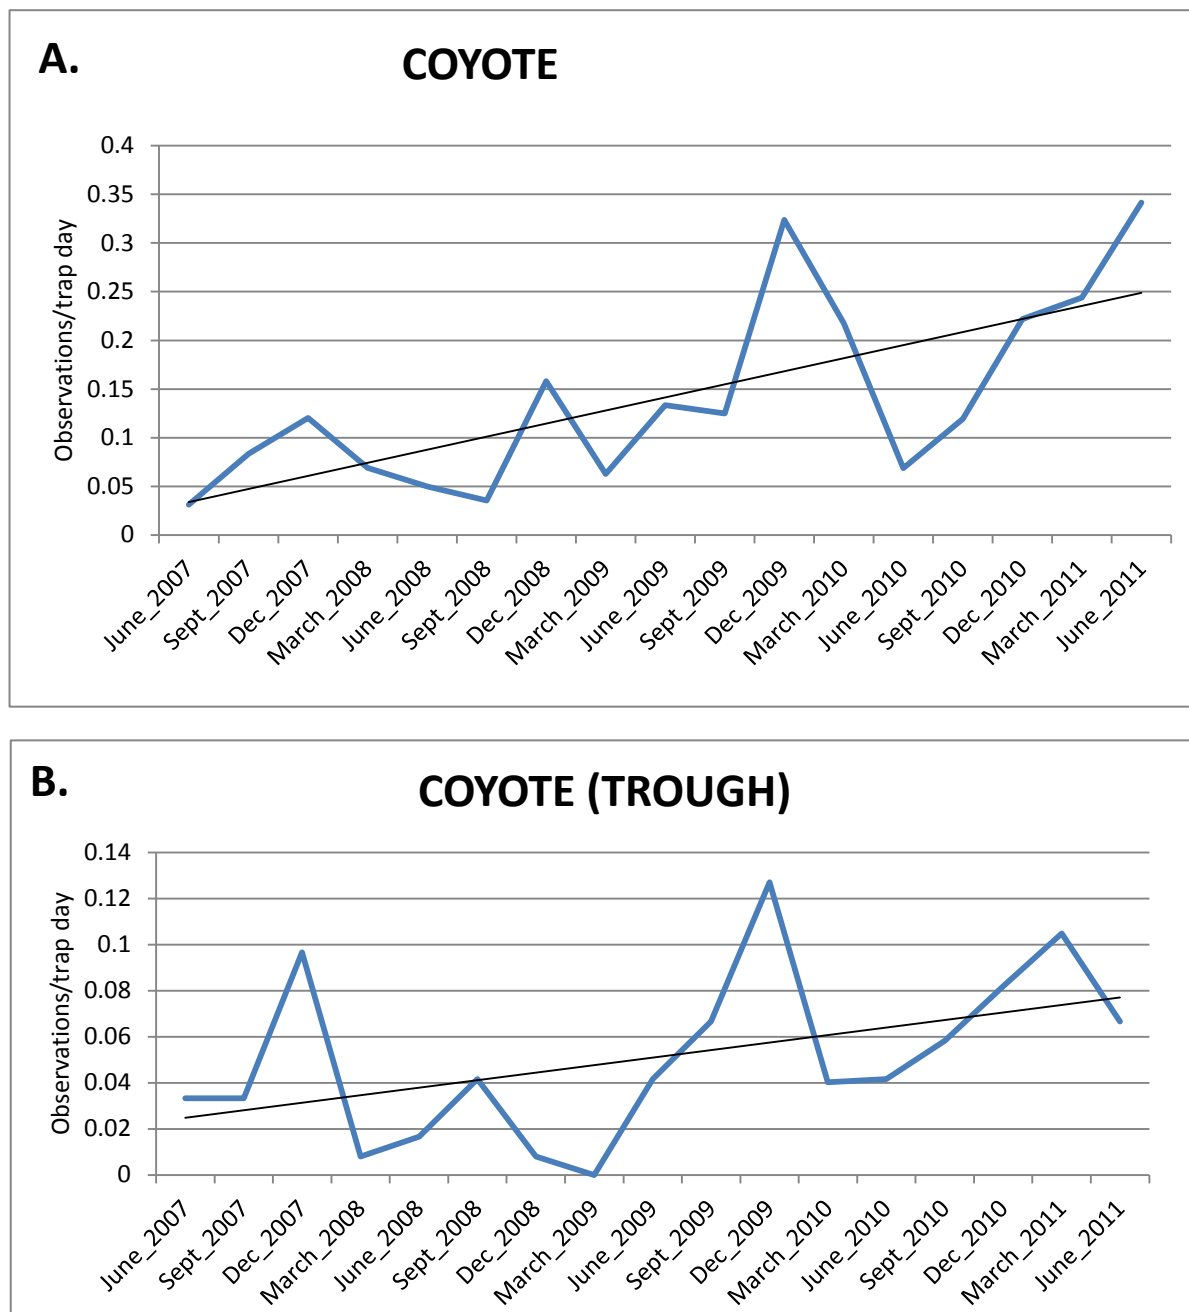 A.
COYOTE
Observations/trap day
0.4
0.35
0.3
0.25
0.2
0.15
0.1
0.05
0
June_2007
Sept_2007
Dec_2007
March_2008
June_2008
Sept_2008
Dec_2008
March_2009
June_2009
Sept_2009
Dec_2009
March_2010
June_2010
Sept_2010
Dec_2010
March_2011
June_2011
B.
COYOTE (TROUGH)
Observations/trap day
0.14
0.12
0.1
0.08
0.06
0.04
0.02
0
June_2007
Sept_2007
Dec_2007
March_2008
June_2008
Sept_2008
Dec_2008
March_2009
June_2009
Sept_2009
Dec_2009
March_2010
June_2010
Sept_2010
Dec_2010
March_2011
June_2011